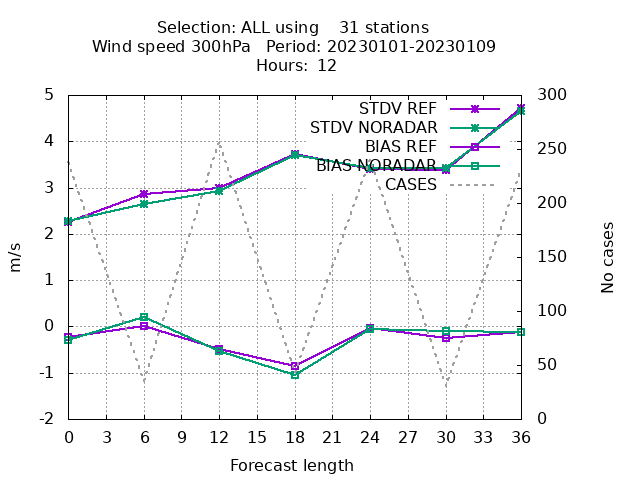 Selection: ALL using    31 stations
Wind speed 300hPa   Period: 20230101-20230109
Hours:  12
5
4
3
2
1
0
-1
-2
m/s
300
250
200
150
100
50
0
No cases
STDV REF
STDV NORADAR
BIAS REF
BIAS NORADAR
CASES
0 3 6 9 12 15 18 21 24 27 30 33 36
Forecast length